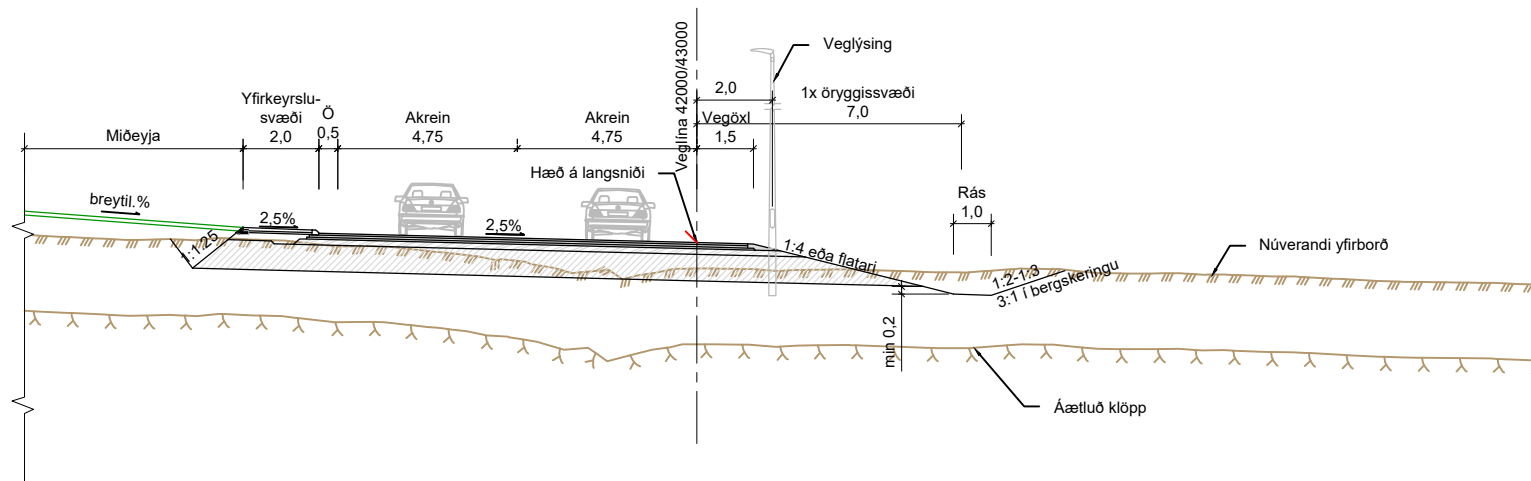 Veglýsing
Veglína 42000/43000
2,0
1x öryggissvæði
7,0
Yfirkeyrslu-
svæði
2,0
Ö
0,5
Akrein
4,75
Akrein
4,75
Vegöxl
1,5
Miðeyja
Hæð á langsniði
Rás
1,0
breytil.%
2,5%
2,5%
1:1.25
1:4 eða flatari
1:2-1:3
3:1 í bergskeringu
Núverandi yfirborð
min 0,2
Áætluð klöpp